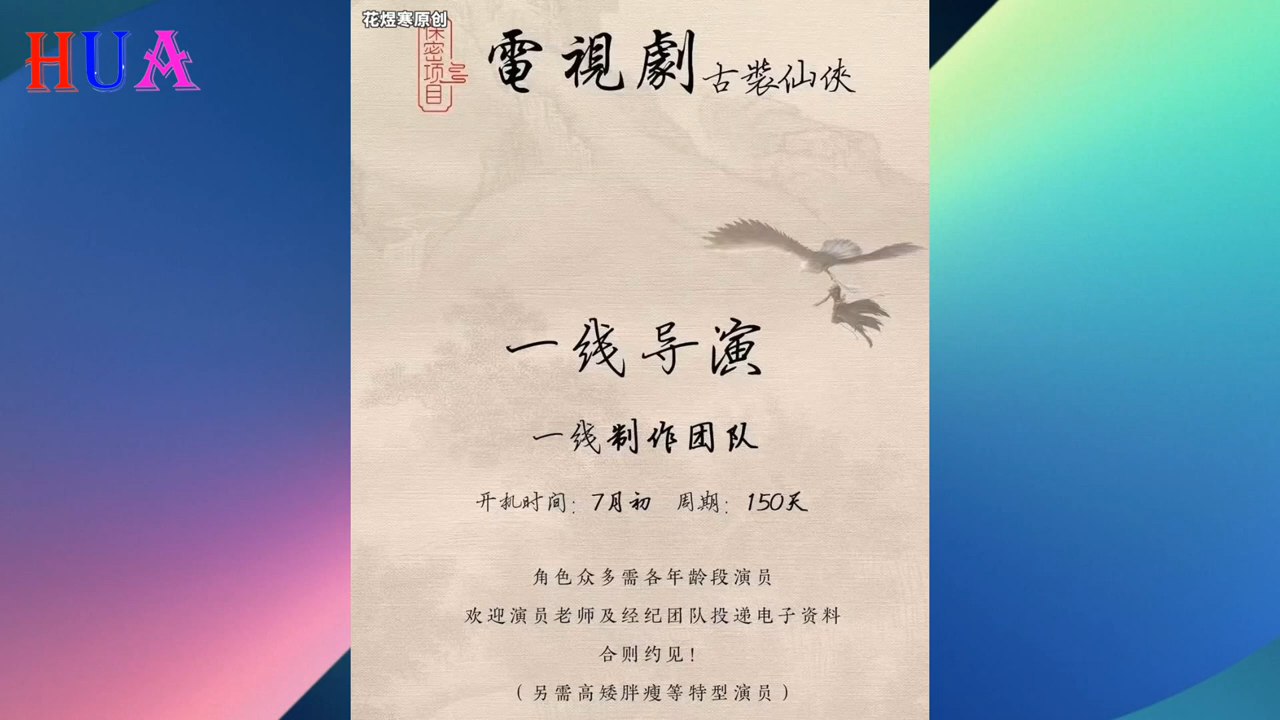 HUA
花煜寒原创
保密项目
電視劇 古裝仙俠
一线导演
一线制作团队
开机时间：7月初 周期：150天
角色众多需各年龄段演员
欢迎演员老师及经纪团队投递电子资料
合则约见！
（另需高矮胖瘦等特型演员）